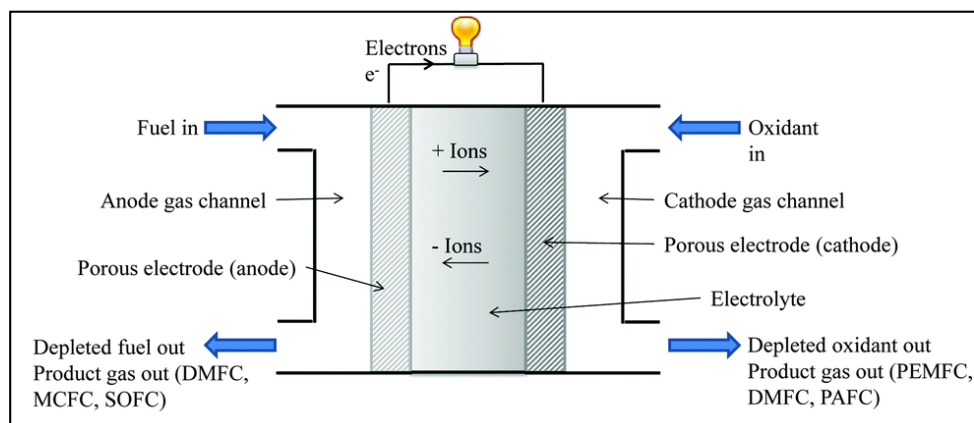 Electrons
e-
Fuel in
Oxidant
in
+ Ions
Anode gas channel
Cathode gas channel
- Ions
Porous electrode (cathode)
Porous electrode (anode)
Electrolyte
Depleted fuel out
Product gas out (DMFC,
MCFC, SOFC)
Depleted oxidant out
Product gas out (PEMFC,
DMFC, PAFC)